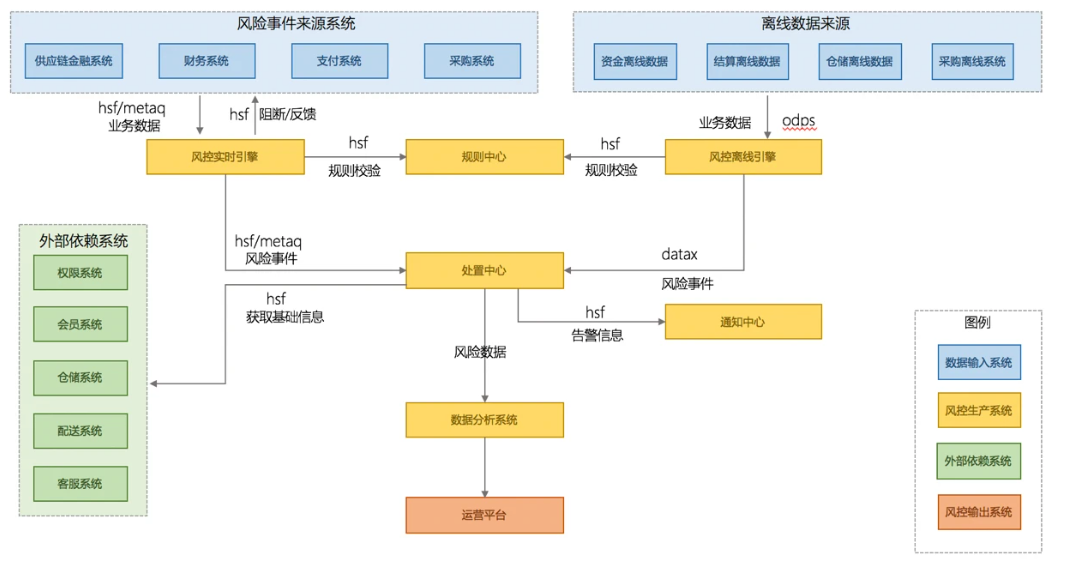 风险事件来源系统
供应链金融系统
财务系统
支付系统
采购系统
离线数据来源
资金离线数据
结算离线数据
仓储离线数据
采购离线系统
hsf/metaq
业务数据
hsf
阻断/反馈
业务数据
odps
风控实时引擎
hsf
规则校验
规则中心
hsf
规则校验
风控离线引擎
外部依赖系统
权限系统
会员系统
仓储系统
配送系统
客服系统
hsf/metaq
风险事件
处置中心
datax
风险事件
hsf
获取基础信息
hsf
告警信息
通知中心
风险数据
数据分析系统
运营平台
图例
数据输入系统
风控生产系统
外部依赖系统
风控输出系统